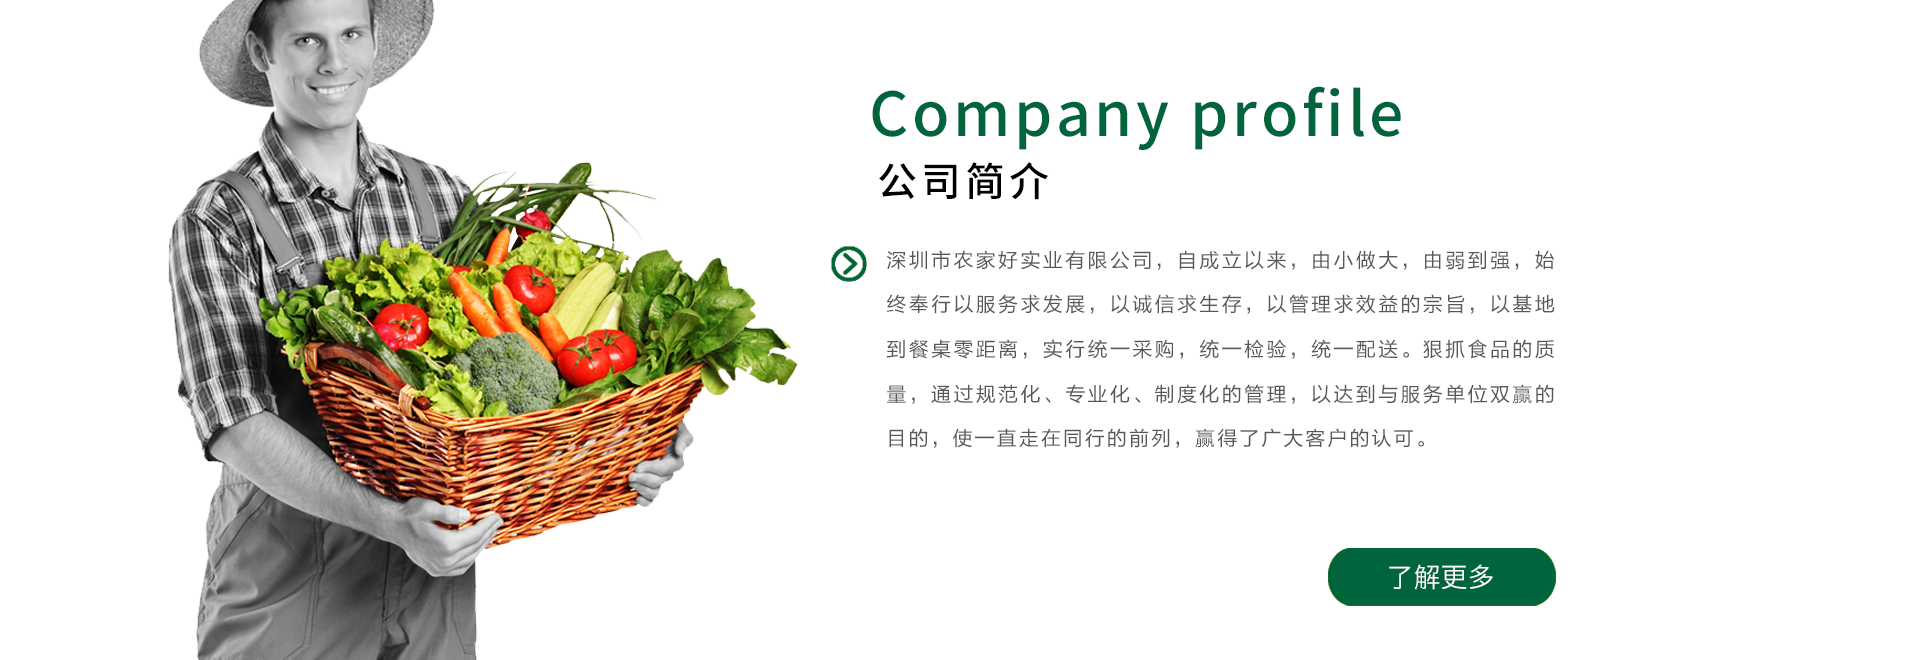 Company profile
公司简介
深圳市农家好实业有限公司，自成立以来，由小做大，由弱到强，始
终奉行以服务求发展，以诚信求生存，以管理求效益的宗旨，以基地
到餐桌零距离，实行统一采购，统一检验，统一配送。狠抓食品的质
量，通过规范化、专业化、制度化的管理，以达到与服务单位双赢的
目的，使一直走在同行的前列，赢得了广大客户的认可。
了解更多